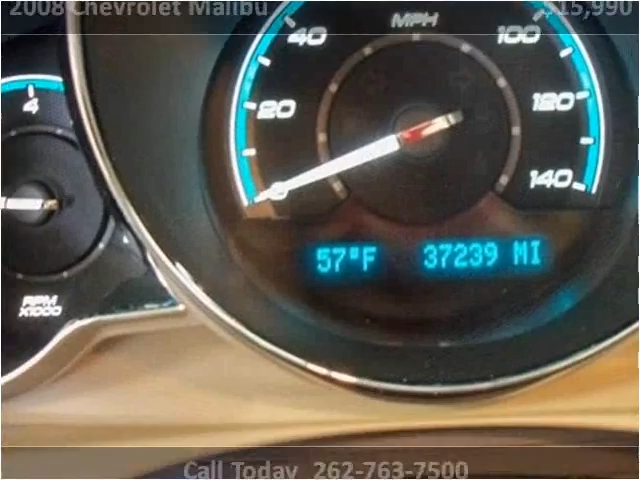 2008 Chevrolet Malibu $15,990
MPH
40 100
20 120
4
0 140
57°F 37239 MI
RPM
X1000
Call Today 262-763-7500